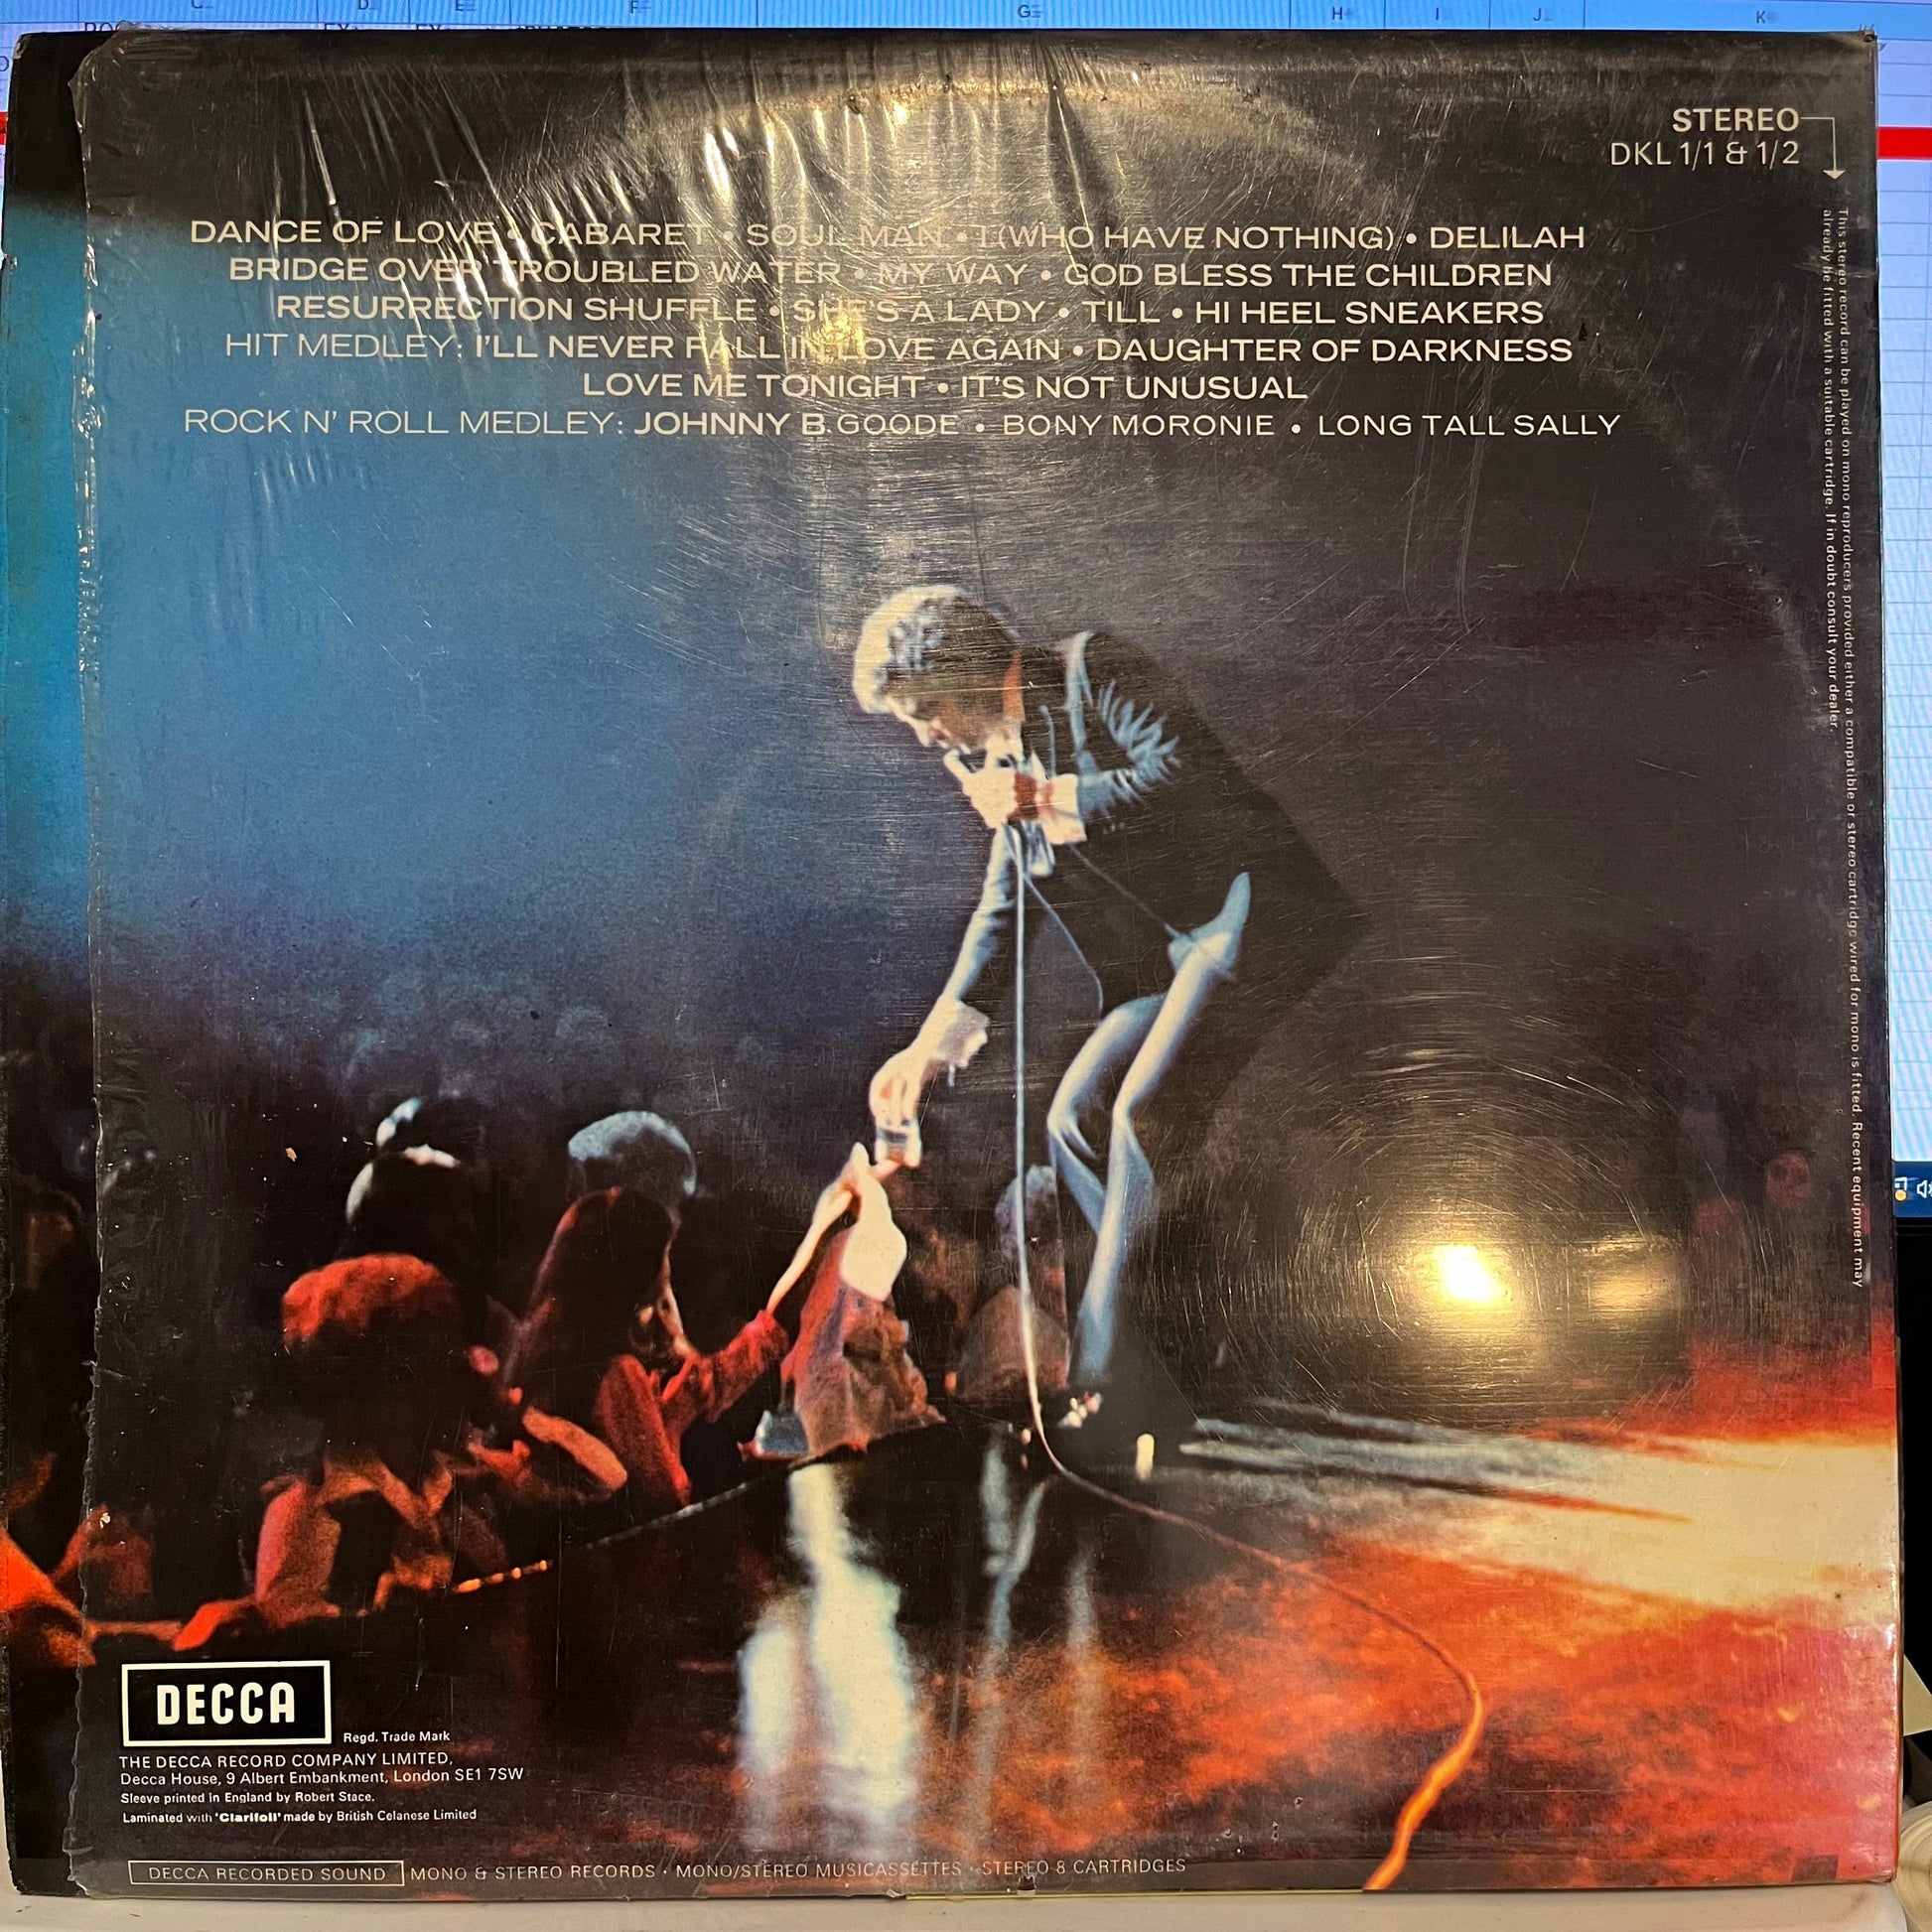 C D E F G H I J K
STEREO
DKL 1/1 & 1/2
DANCE OF LOVE • CABARET • SOUL MAN • I (WHO HAVE NOTHING) • DELILAH
BRIDGE OVER TROUBLED WATER • MY WAY • GOD BLESS THE CHILDREN
RESURRECTION SHUFFLE • SHE'S A LADY • TILL • HI HEEL SNEAKERS
HIT MEDLEY: I'LL NEVER FALL IN LOVE AGAIN • DAUGHTER OF DARKNESS
LOVE ME TONIGHT • IT'S NOT UNUSUAL
ROCK N' ROLL MEDLEY: JOHNNY B. GOODE • BONY MORONIE • LONG TALL SALLY
This stereo record can be played on mono reproducers provided either a compatible or stereo cartridge wired for mono is fitted. Recent equipment may
already be fitted with a suitable cartridge. If in doubt consult your dealer.
DECCA
Regd. Trade Mark
THE DECCA RECORD COMPANY LIMITED,
Decca House, 9 Albert Embankment, London SE1 7SW
Sleeve printed in England by Robert Stace.
Laminated with 'Clarifoil' made by British Celanese Limited
DECCA RECORDED SOUND MONO & STEREO RECORDS · MONO/STEREO MUSICASSETTES · STEREO 8 CARTRIDGES